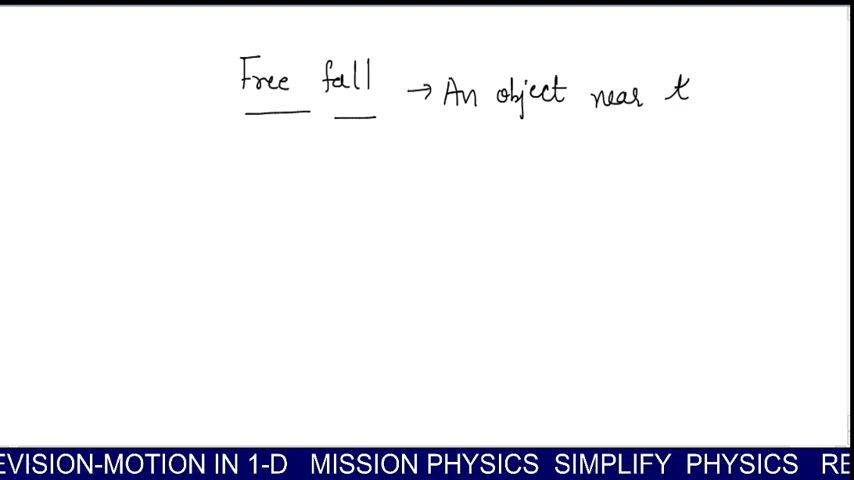 Free fall → An object near t
EVISION-MOTION IN 1-D MISSION PHYSICS SIMPLIFY PHYSICS RE